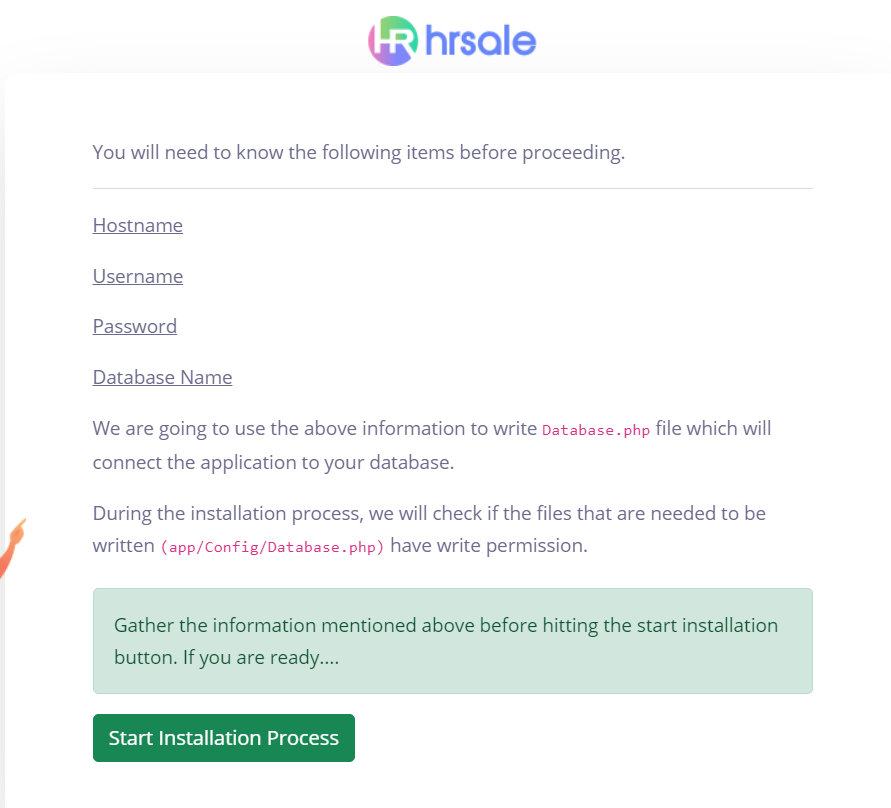 HR hrsale
You will need to know the following items before proceeding.
Hostname
Username
Password
Database Name
We are going to use the above information to write Database.php file which will
connect the application to your database.
During the installation process, we will check if the files that are needed to be
written (app/Config/Database.php) have write permission.
Gather the information mentioned above before hitting the start installation
button. If you are ready....
Start Installation Process